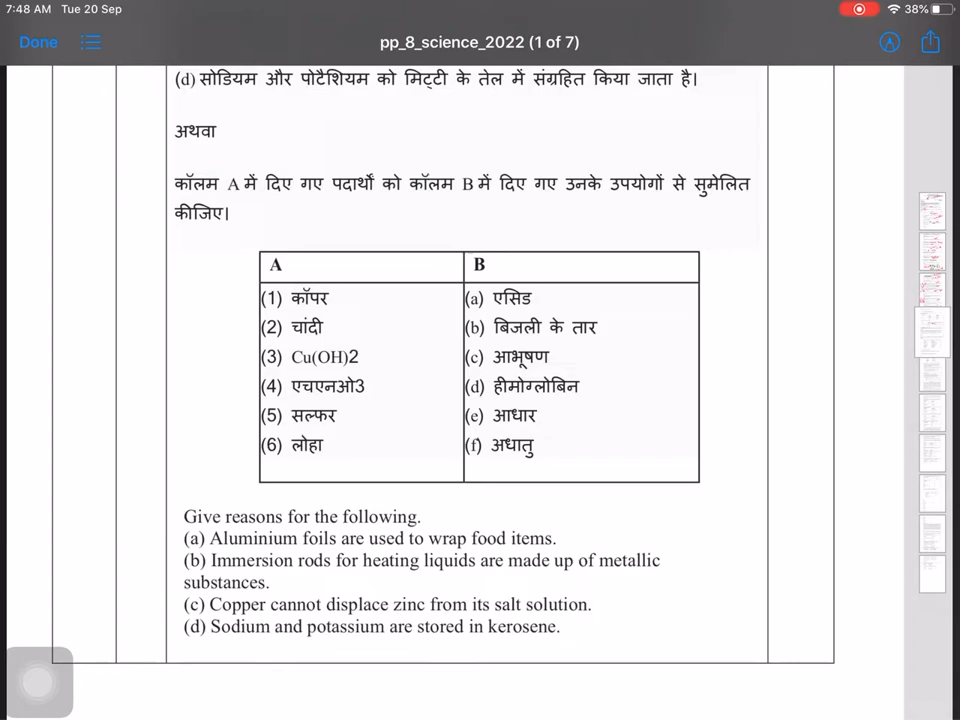 7:48 AM Tue 20 Sep
38%
Done
pp_8_science_2022 (1 of 7)
(d) सोडियम और पोटैशियम को मिट्टी के तेल में संग्रहित किया जाता है।
अथवा
कॉलम A में दिए गए पदार्थों को कॉलम B में दिए गए उनके उपयोगों से सुमेलित
कीजिए।
A B
(1) कॉपर (a) एसिड
(2) चांदी (b) बिजली के तार
(3) Cu(OH)2 (c) आभूषण
(4) एचएनओ3 (d) हीमोग्लोबिन
(5) सल्फर (e) आधार
(6) लोहा (f) अधातु
Give reasons for the following.
(a) Aluminium foils are used to wrap food items.
(b) Immersion rods for heating liquids are made up of metallic
substances.
(c) Copper cannot displace zinc from its salt solution.
(d) Sodium and potassium are stored in kerosene.